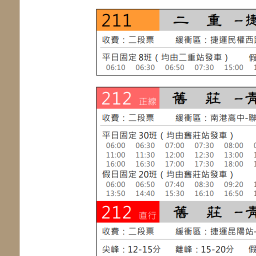 211 二 重 -捷
收費：二段票 緩衝區：捷運民權西
平日固定8班（均由二重站發車） 假
06:10 06:30 06:50 07:30 15:00
212 正線 舊 莊 -青
收費：二段票 緩衝區：南港高中-聯
平日固定30班（均由舊莊站發車）
06:00 06:30 07:00 07:30 08:00
11:00 11:30 12:00 12:30 13:00
16:00 16:30 17:00 17:30 18:00
假日固定20班（均由舊莊站發車）
06:00 06:50 07:40 08:30 09:20
13:50 14:40 15:30 16:10 16:50
212 直行 舊 莊 -青
收費：二段票 緩衝區：捷運昆陽站-
尖峰：12-15分 離峰：15-20分 假